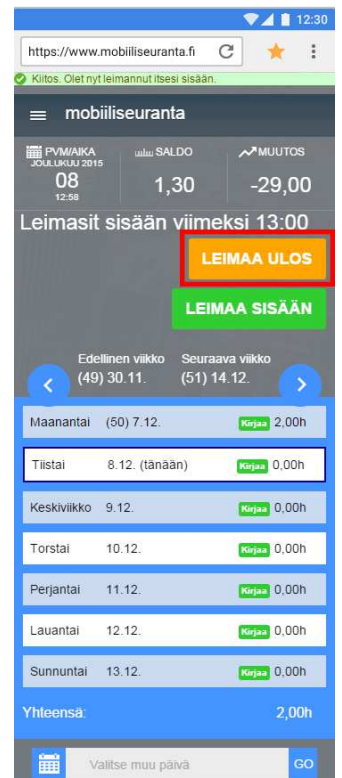 12:30
https://www.mobiiliseuranta.fi
Kiitos. Olet nyt leimannut itsesi sisään.
mobiiliseuranta
PVM/AIKA SALDO MUUTOS
JOULUKUU 2015
08 1,30 -29,00
12:58
Leimasit sisään viimeksi 13:00
LEIMAA ULOS
LEIMAA SISÄÄN
Edellinen viikko Seuraava viikko
(49) 30.11. (51) 14.12.
Maanantai (50) 7.12. Kirjaa 2,00h
Tiistai 8.12. (tänään) Kirjaa 0,00h
Keskiviikko 9.12. Kirjaa 0,00h
Torstai 10.12. Kirjaa 0,00h
Perjantai 11.12. Kirjaa 0,00h
Lauantai 12.12. Kirjaa 0,00h
Sunnuntai 13.12. Kirjaa 0,00h
Yhteensä: 2,00h
Valitse muu päivä GO